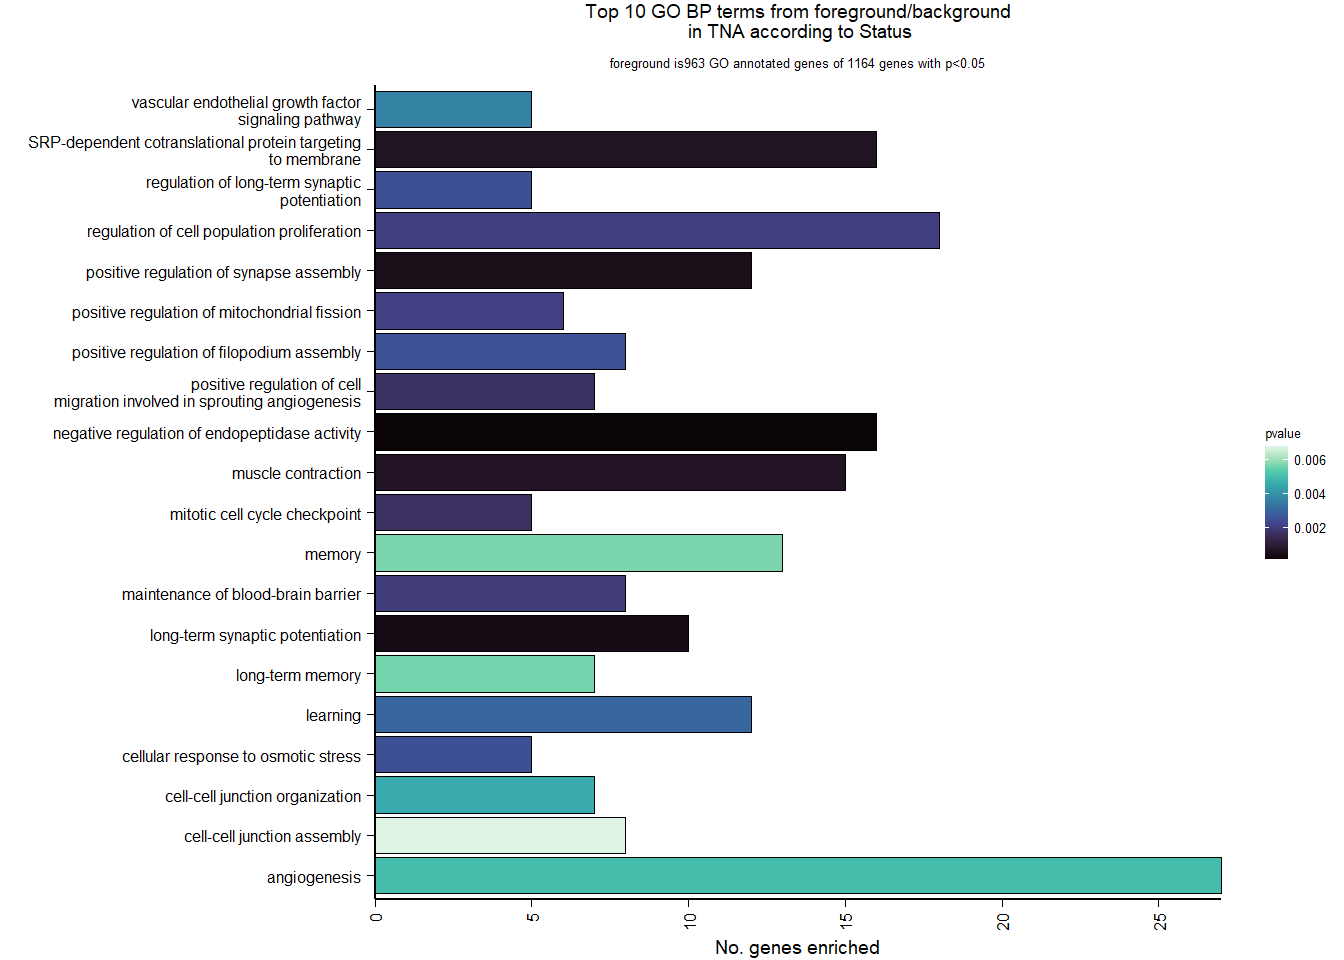 Top 10 GO BP terms from foreground/background
in TNA according to Status
foreground is963 GO annotated genes of 1164 genes with p<0.05
vascular endothelial growth factor
signaling pathway
SRP-dependent cotranslational protein targeting
to membrane
regulation of long-term synaptic
potentiation
regulation of cell population proliferation
positive regulation of synapse assembly
positive regulation of mitochondrial fission
positive regulation of filopodium assembly
positive regulation of cell
migration involved in sprouting angiogenesis
negative regulation of endopeptidase activity
muscle contraction
mitotic cell cycle checkpoint
memory
maintenance of blood-brain barrier
long-term synaptic potentiation
long-term memory
learning
cellular response to osmotic stress
cell-cell junction organization
cell-cell junction assembly
angiogenesis
0 5 10 15 20 25
No. genes enriched
pvalue
0.006
0.004
0.002